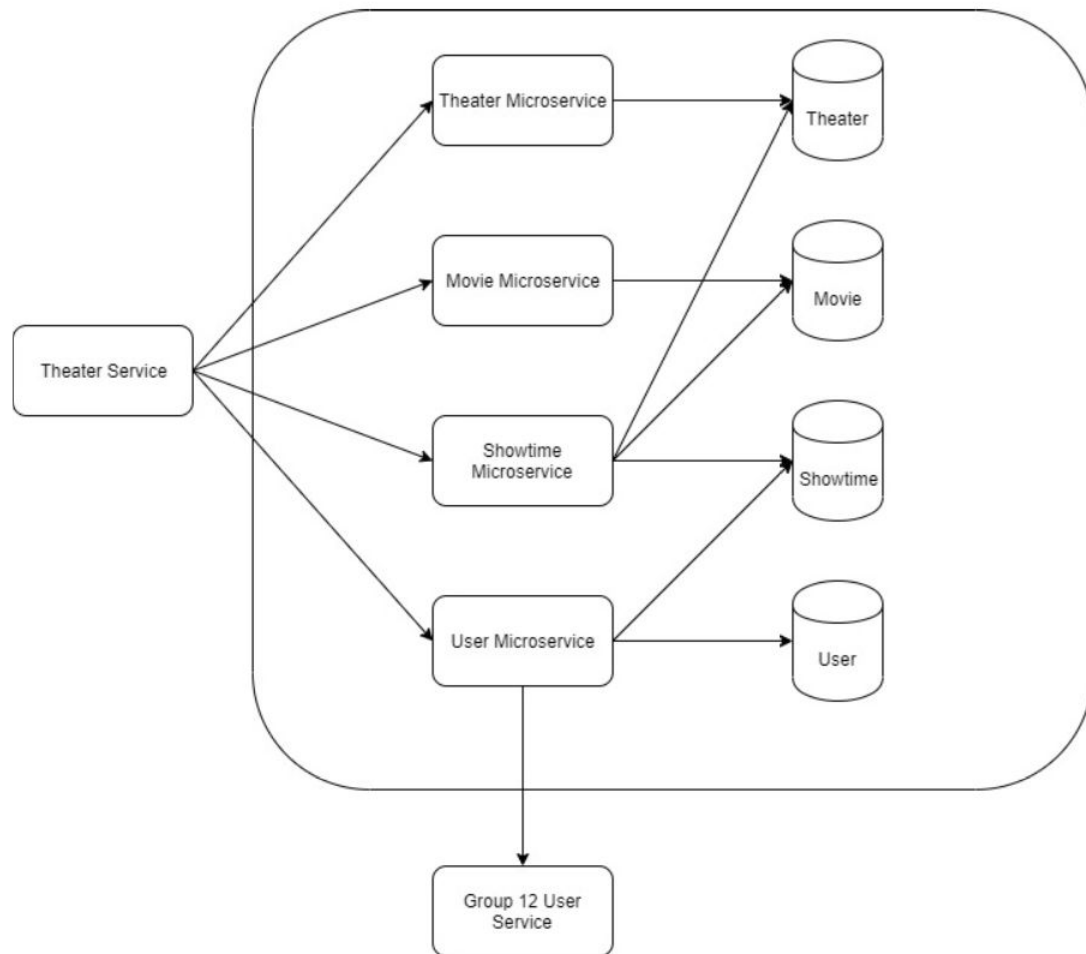 Theater Microservice
Theater
Movie Microservice
Movie
Theater Service
Showtime
Microservice
Showtime
User Microservice
User
Group 12 User
Service